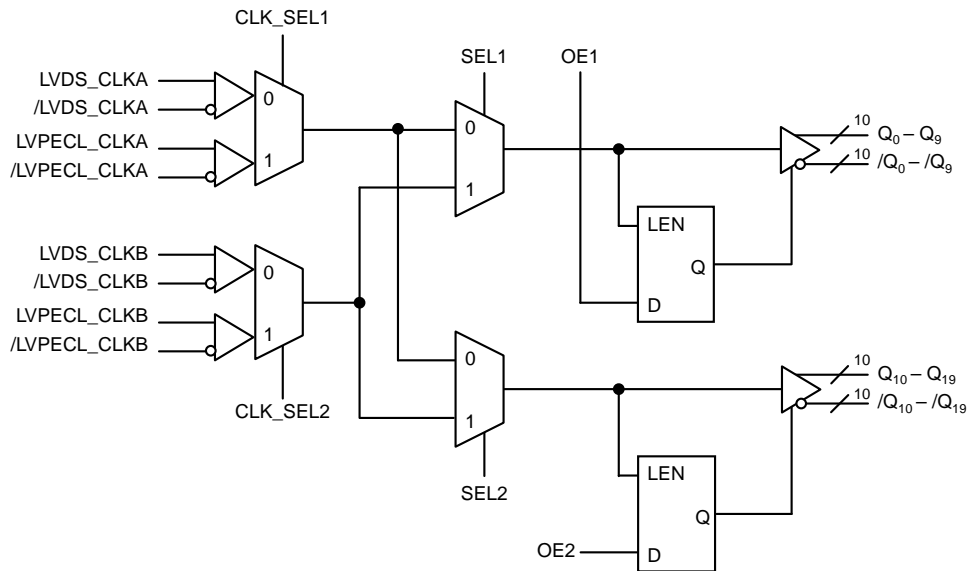 CLK_SEL1
SEL1
OE1
LVDS_CLKA
/LVDS_CLKA
LVPECL_CLKA
/LVPECL_CLKA
0
1
0
1
10
Q0 – Q9
10
/Q0 – /Q9
LEN
Q
D
LVDS_CLKB
/LVDS_CLKB
LVPECL_CLKB
/LVPECL_CLKB
0
1
CLK_SEL2
0
1
SEL2
10
Q10 – Q19
10
/Q10 – /Q19
LEN
Q
OE2
D